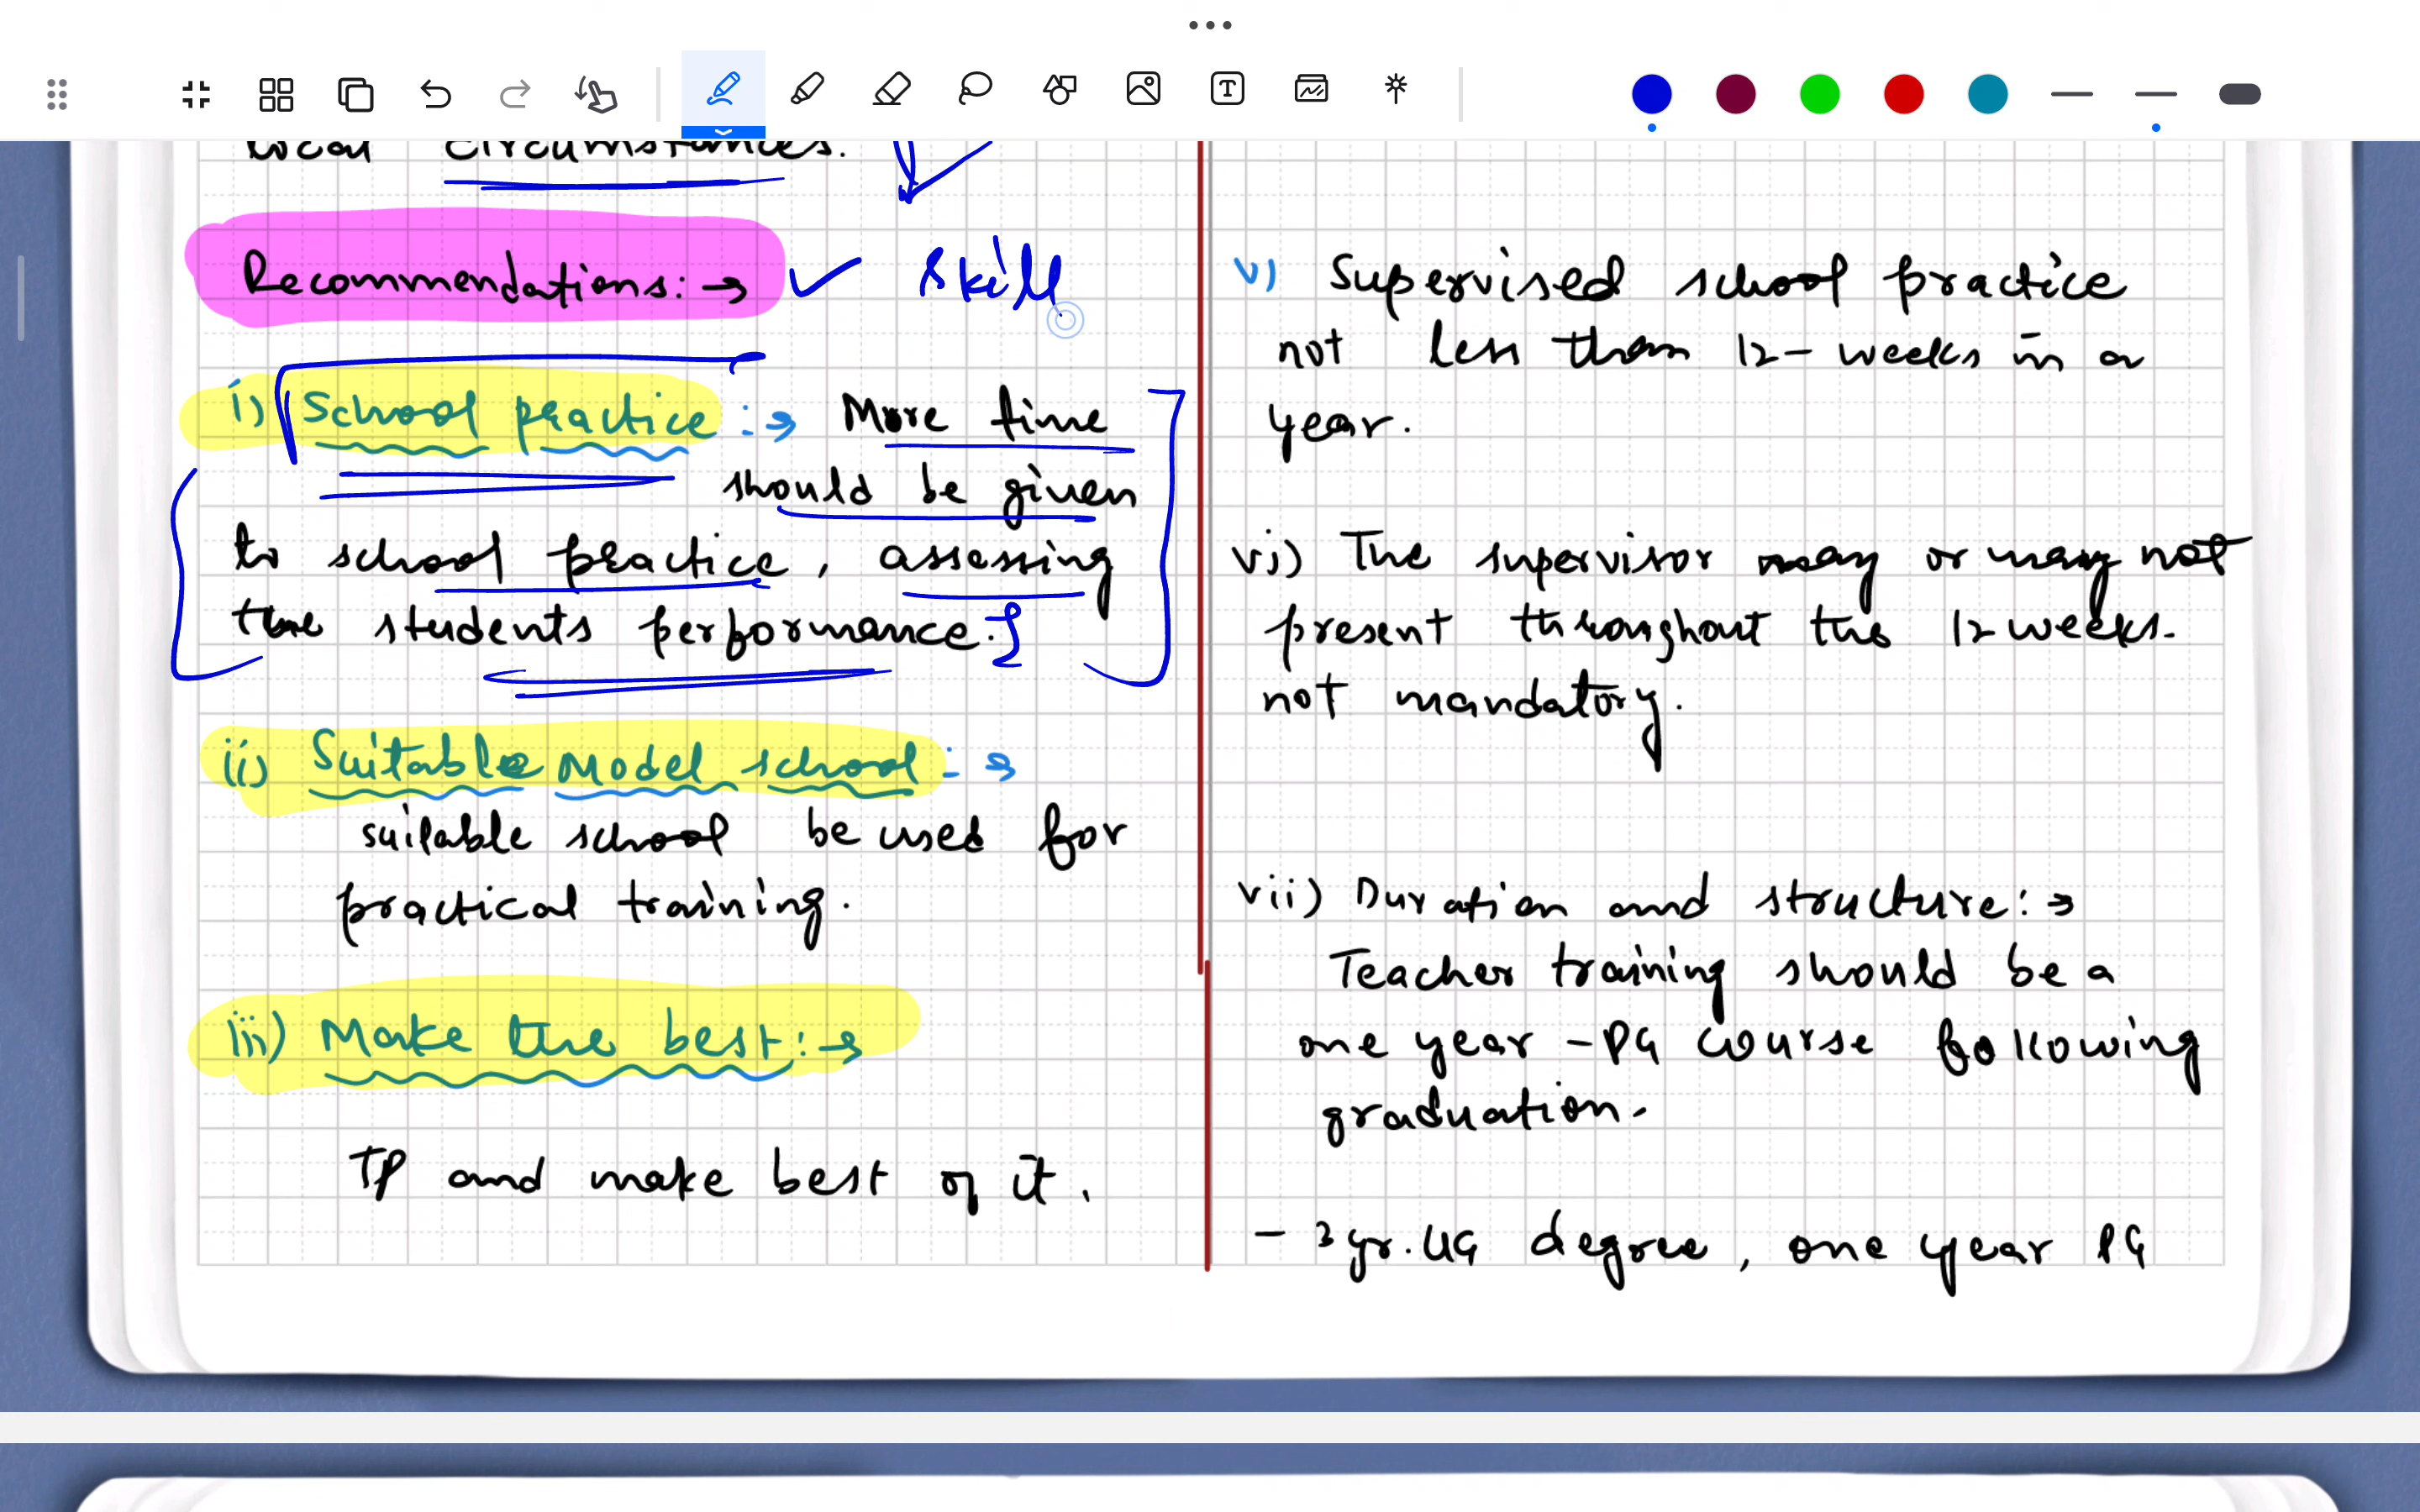 local circumstances.
Recommendations: → ✓ skill
i) School practice :→ More time
should be given
to school practice, assessing
the students performance.}
ii) Suitable Model school :→
suitable school be used for
practical training.
iii) Make the best :→
TP and make best of it.
v) Supervised school practice
not less than 12-weeks in a
year.
vi) The supervisor may or may not
present throughout the 12 weeks.
not mandatory.
vii) Duration and structure :→
Teacher training should be a
one year - PG course following
graduation.
- 3 yr. UG degree, one year PG